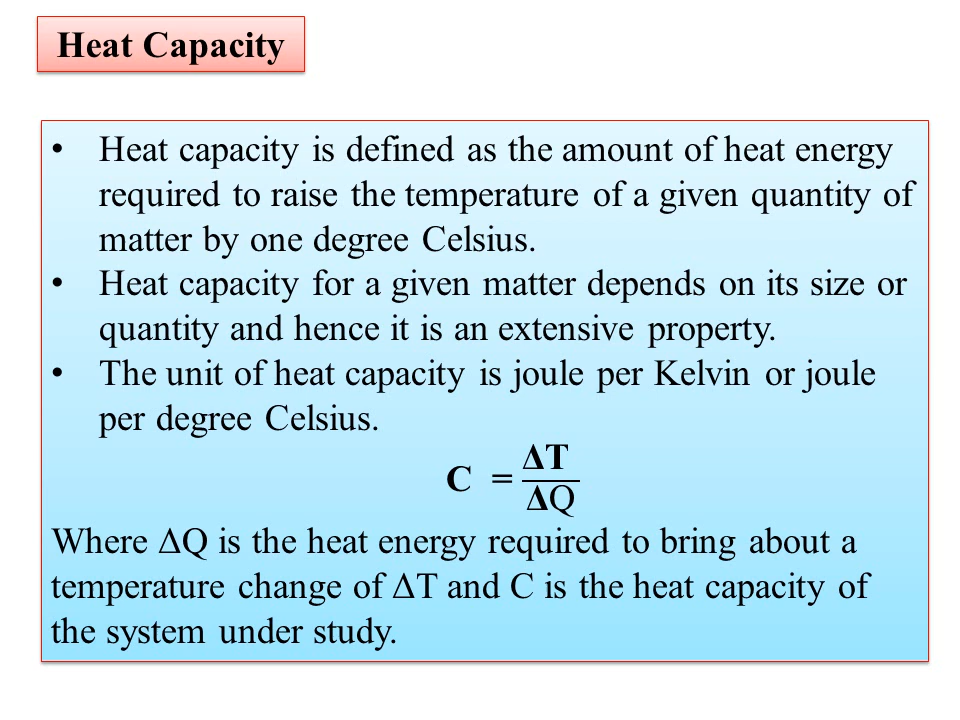 Heat Capacity
• Heat capacity is defined as the amount of heat energy
required to raise the temperature of a given quantity of
matter by one degree Celsius.
• Heat capacity for a given matter depends on its size or
quantity and hence it is an extensive property.
• The unit of heat capacity is joule per Kelvin or joule
per degree Celsius.
ΔT
C =
ΔQ
Where ΔQ is the heat energy required to bring about a
temperature change of ΔT and C is the heat capacity of
the system under study.